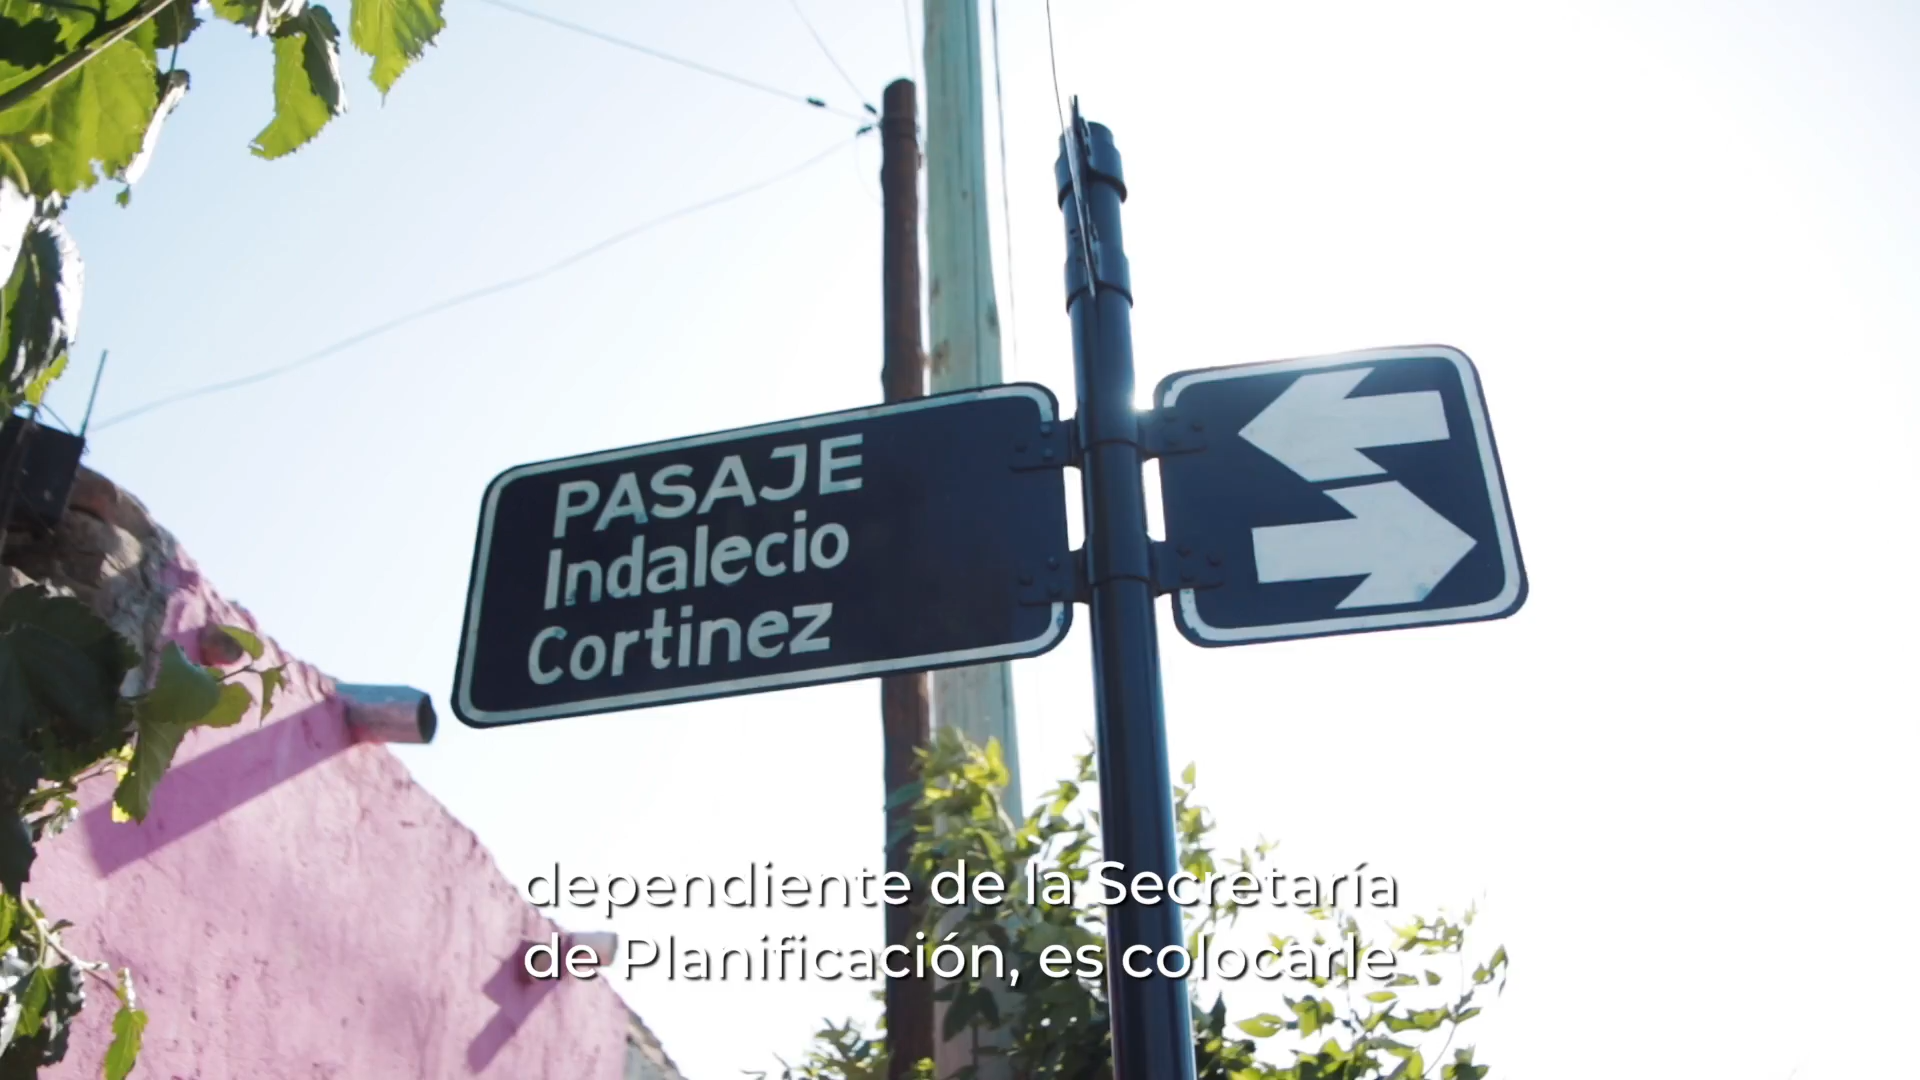 PASAJE
Indalecio
Cortinez
dependiente de la Secretaría
de Planificación, es colocarle